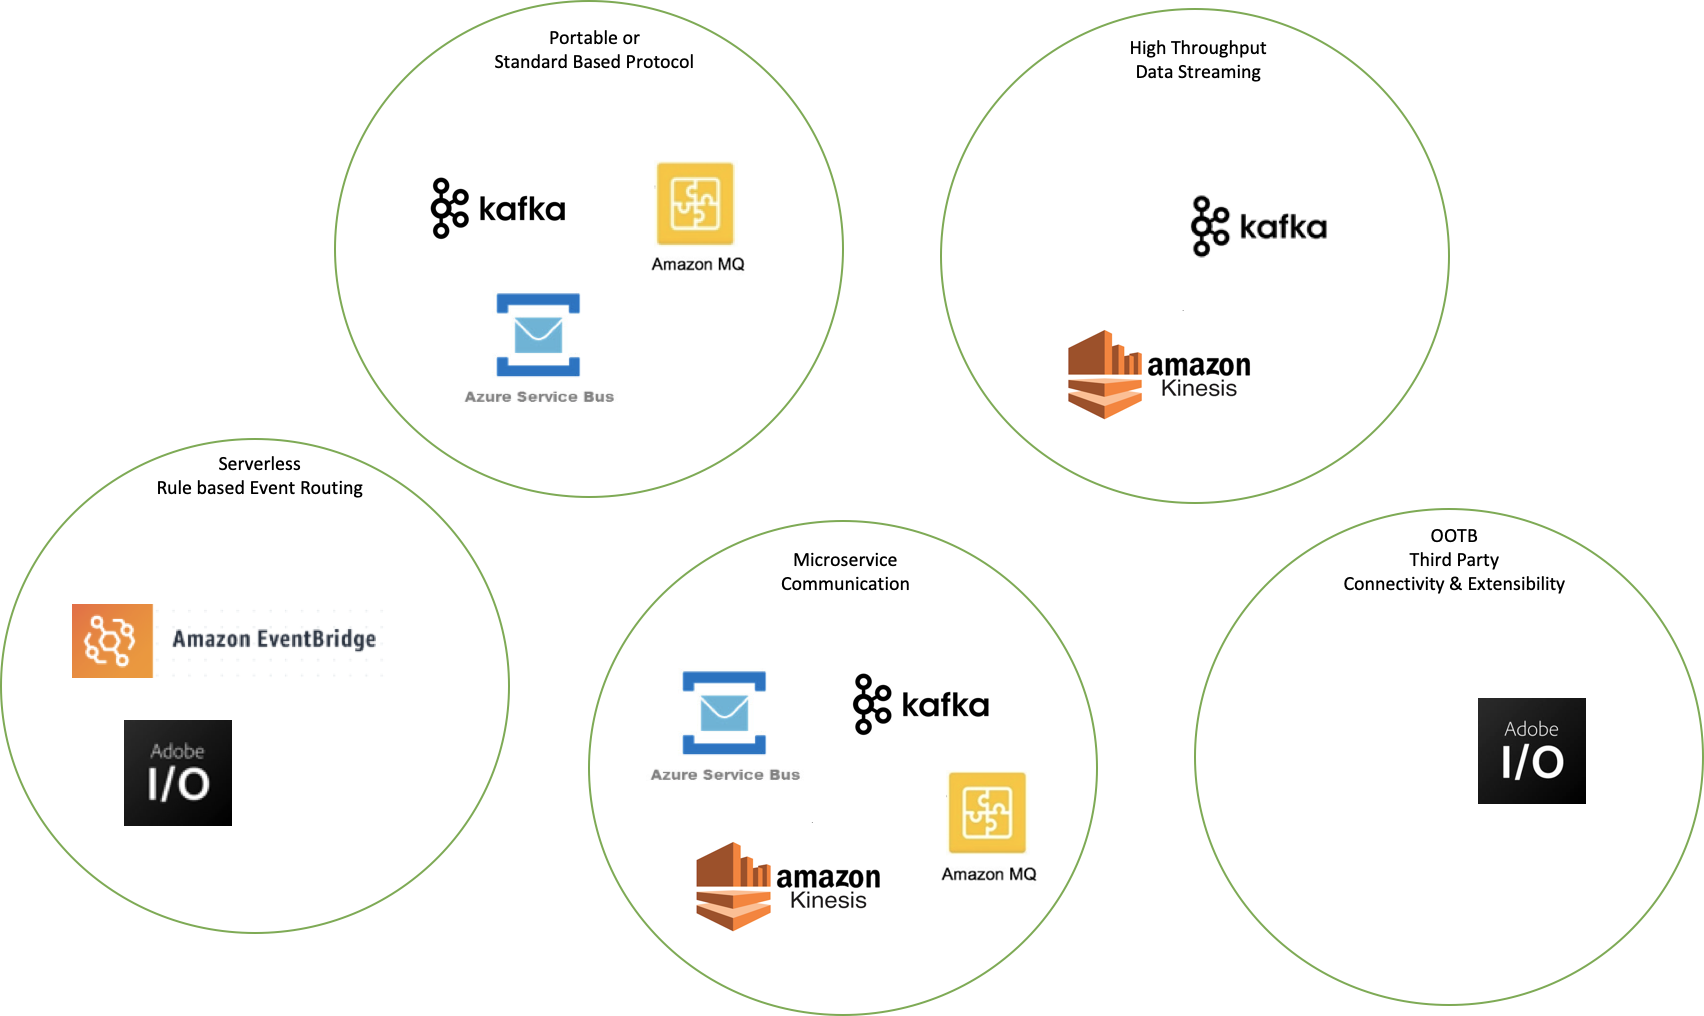 Portable or
Standard Based Protocol
kafka
Amazon MQ
Azure Service Bus
High Throughput
Data Streaming
kafka
amazon
Kinesis
Serverless
Rule based Event Routing
Amazon EventBridge
Adobe
I/O
Microservice
Communication
Azure Service Bus
kafka
amazon
Kinesis
Amazon MQ
OOTB
Third Party
Connectivity & Extensibility
Adobe
I/O